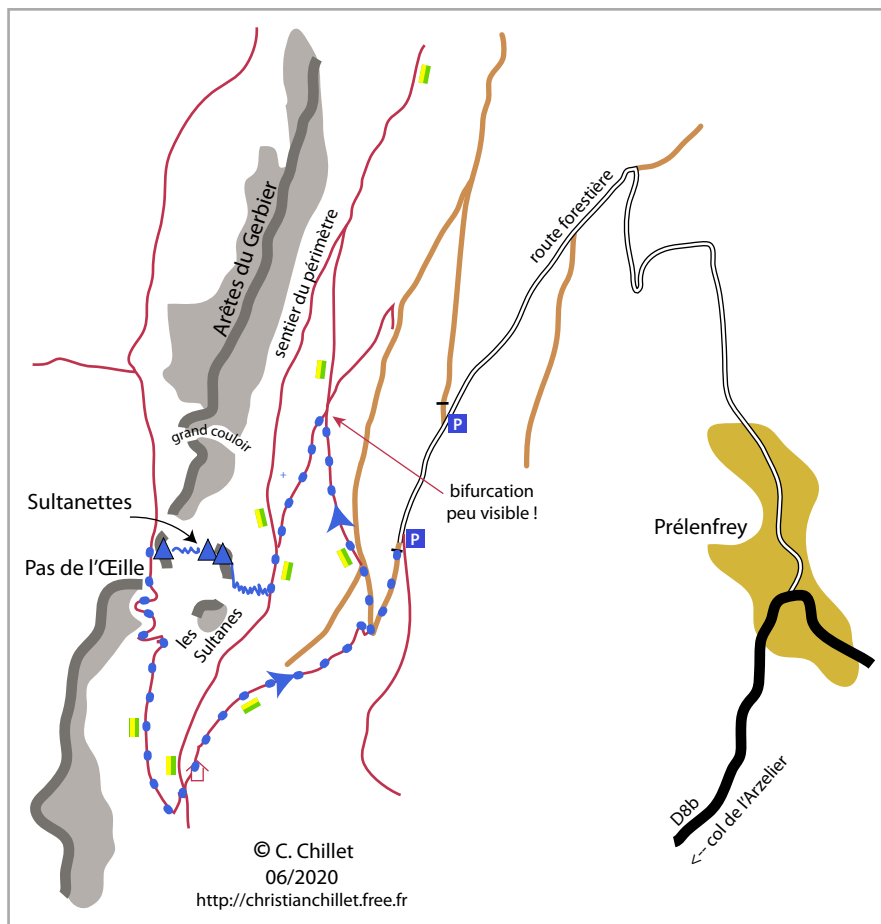 Arêtes du Gerbier
sentier du périmètre
route forestière
grand couloir
P
bifurcation
peu visible !
Sultanettes
P
Prélenfrey
Pas de l'Œille
les
Sultanes
D8b
<-- col de l'Arzelier
© C. Chillet
06/2020
http://christianchillet.free.fr